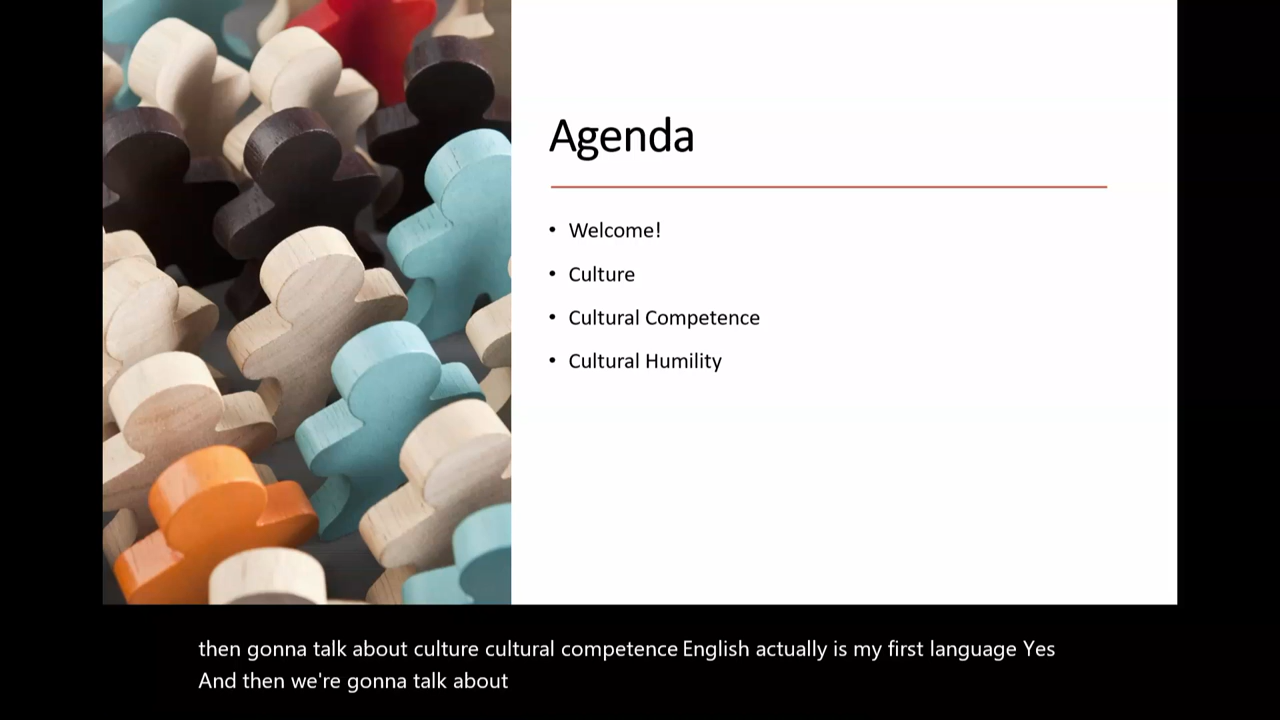 Agenda
• Welcome!
• Culture
• Cultural Competence
• Cultural Humility
then gonna talk about culture cultural competence English actually is my first language Yes
And then we're gonna talk about